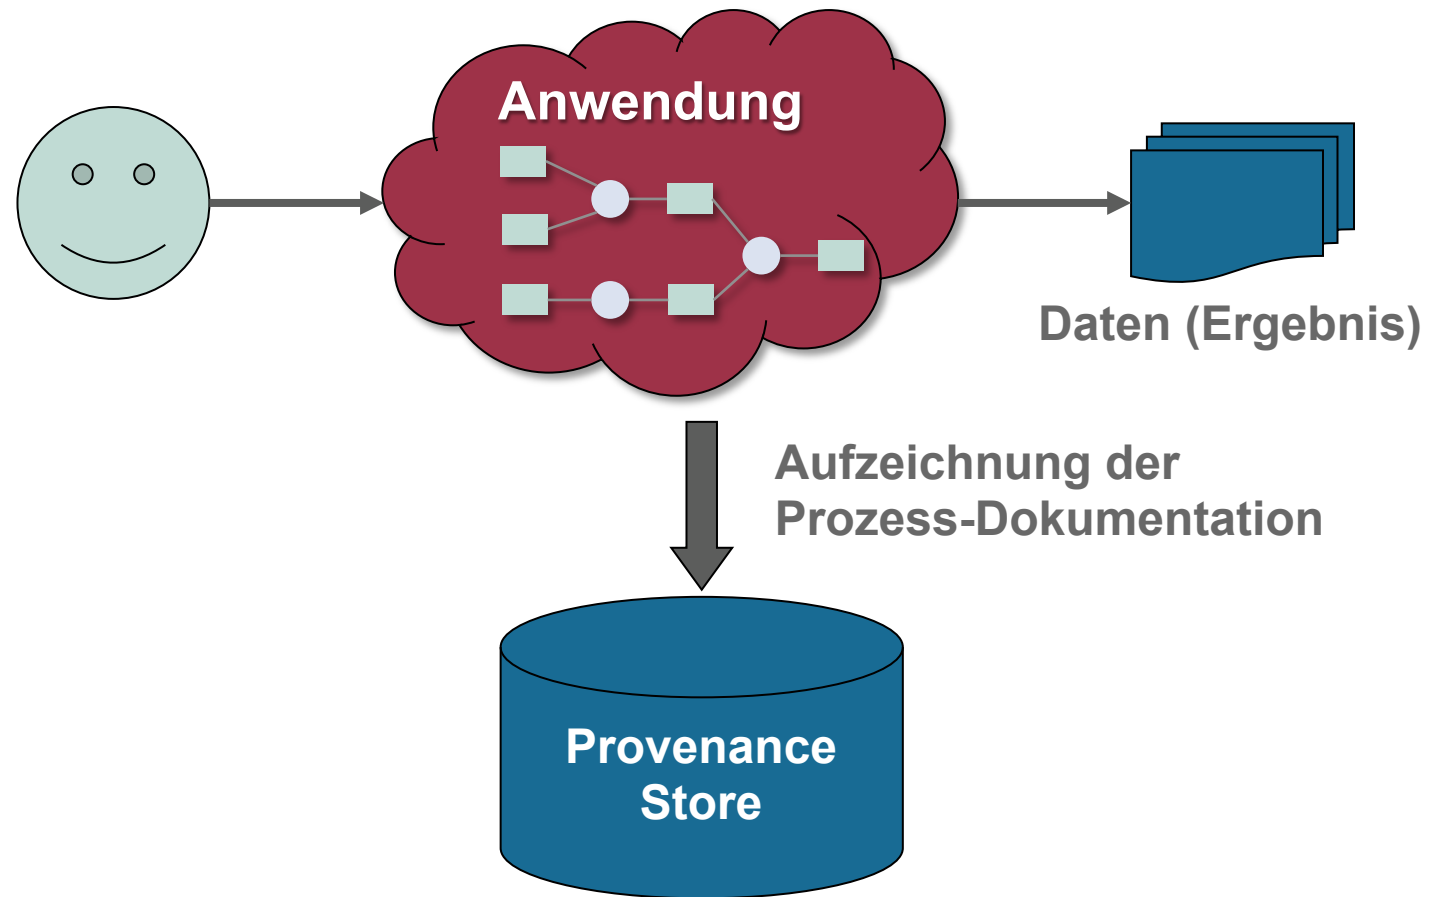 Anwendung
Daten (Ergebnis)
Aufzeichnung der
Prozess-Dokumentation
Provenance
Store